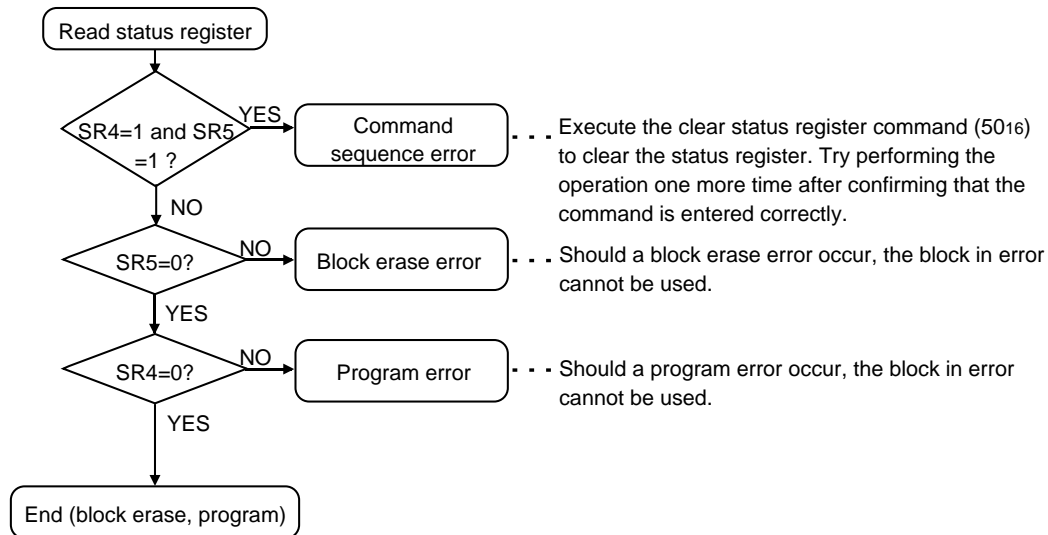 Read status register
YES
SR4=1 and SR5
=1 ?
Command
sequence error
Execute the clear status register command (5016)
to clear the status register. Try performing the
operation one more time after confirming that the
command is entered correctly.
NO
SR5=0?
NO
Block erase error
Should a block erase error occur, the block in error
cannot be used.
YES
SR4=0?
NO
Program error
Should a program error occur, the block in error
cannot be used.
YES
End (block erase, program)